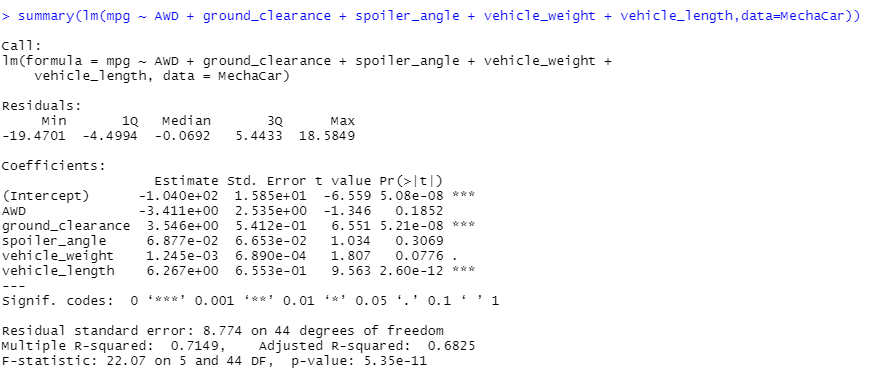 > summary(lm(mpg ~ AWD + ground_clearance + spoiler_angle + vehicle_weight + vehicle_length,data=MechaCar))
Call:
lm(formula = mpg ~ AWD + ground_clearance + spoiler_angle + vehicle_weight +
    vehicle_length, data = MechaCar)
Residuals:
     Min       1Q   Median       3Q      Max
-19.4701  -4.4994  -0.0692   5.4433  18.5849
Coefficients:
                   Estimate Std. Error t value Pr(>|t|)
(Intercept)      -1.040e+02  1.585e+01  -6.559 5.08e-08 ***
AWD              -3.411e+00  2.535e+00  -1.346   0.1852
ground_clearance  3.546e+00  5.412e-01   6.551 5.21e-08 ***
spoiler_angle     6.877e-02  6.653e-02   1.034   0.3069
vehicle_weight    1.245e-03  6.890e-04   1.807   0.0776 .
vehicle_length    6.267e+00  6.553e-01   9.563 2.60e-12 ***
---
Signif. codes:  0 ‘***’ 0.001 ‘**’ 0.01 ‘*’ 0.05 ‘.’ 0.1 ‘ ’ 1
Residual standard error: 8.774 on 44 degrees of freedom
Multiple R-squared:  0.7149,    Adjusted R-squared:  0.6825
F-statistic: 22.07 on 5 and 44 DF,  p-value: 5.35e-11